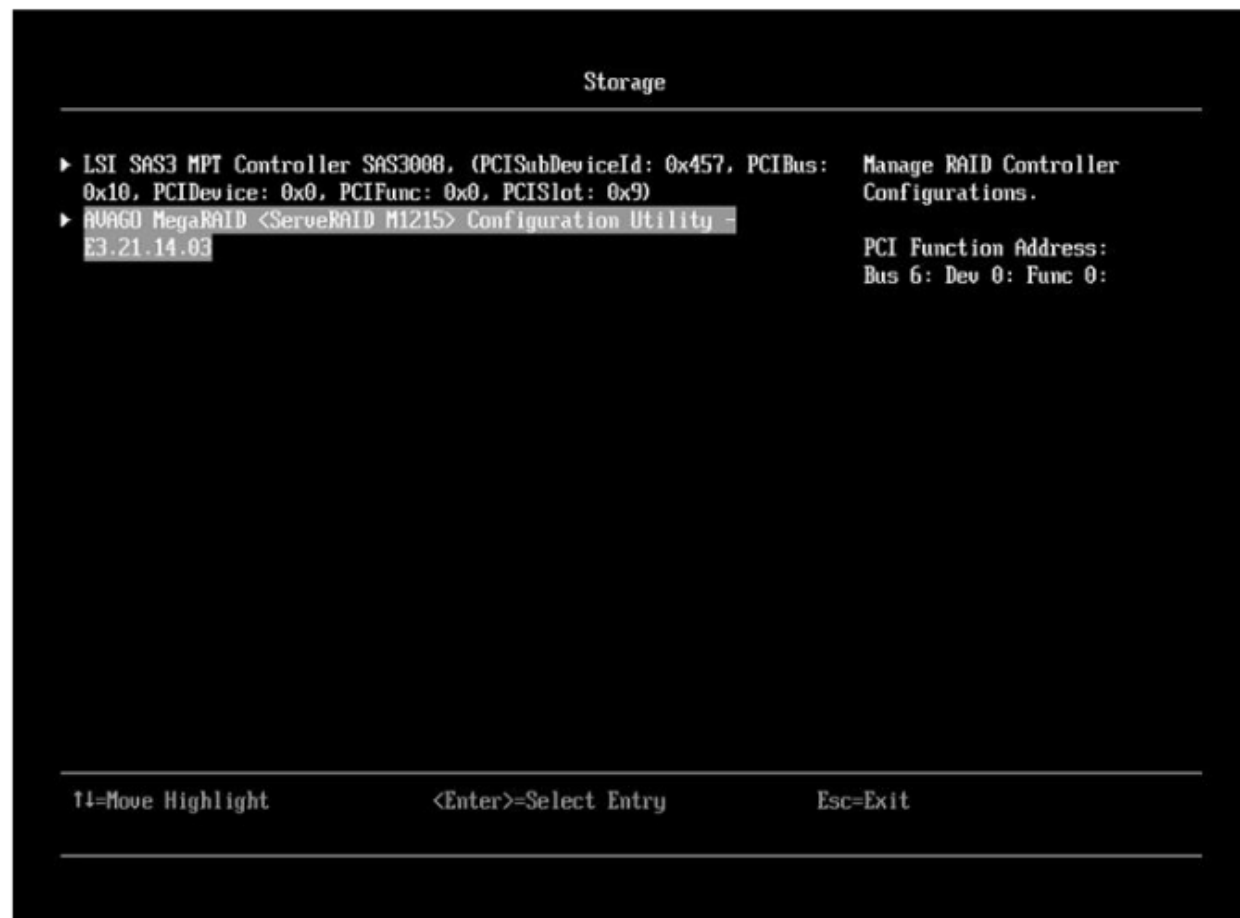 Storage
▶ LSI SAS3 MPT Controller SAS3008, (PCISubDeviceId: 0x457, PCIBus:
0x10, PCIDevice: 0x0, PCIFunc: 0x0, PCISlot: 0x9)
▶ AVAGO MegaRAID <ServeRAID M1215> Configuration Utility -
E3.21.14.03
Manage RAID Controller
Configurations.
PCI Function Address:
Bus 6: Dev 0: Func 0:
↑↓=Move Highlight
<Enter>=Select Entry
Esc=Exit